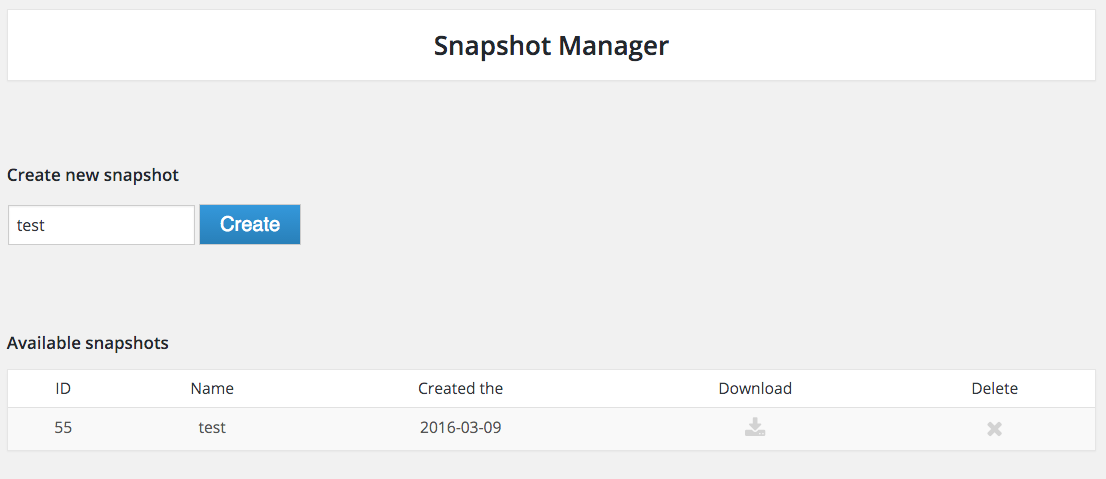 Snapshot Manager
Create new snapshot
test Create
Available snapshots
ID Name Created the Download Delete
55 test 2016-03-09